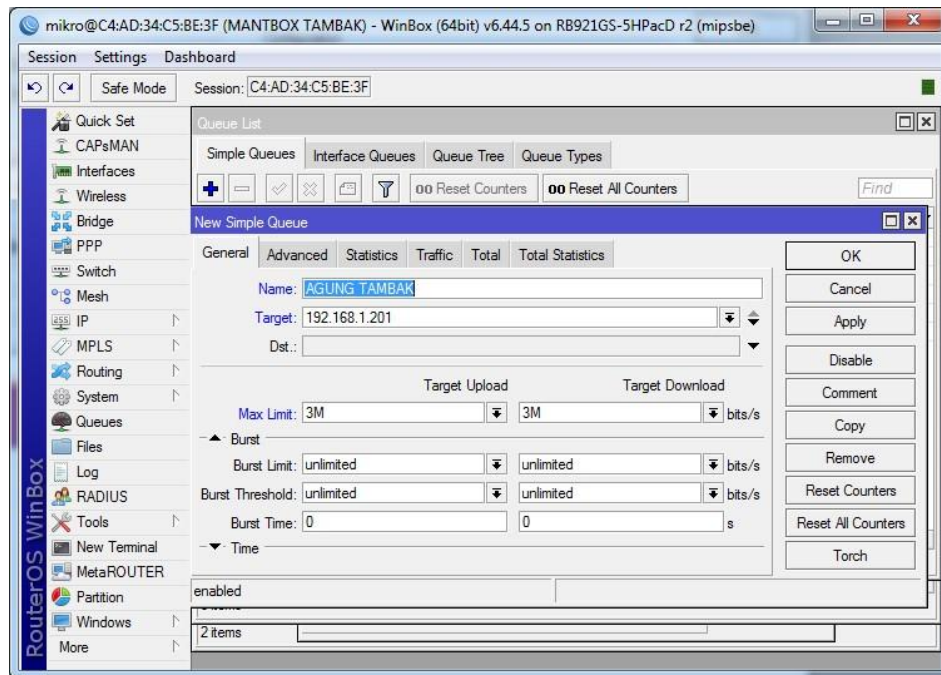 mikro@C4:AD:34:C5:BE:3F (MANTBOX TAMBAK) - WinBox (64bit) v6.44.5 on RB921GS-5HPacD r2 (mipsbe)
Session Settings Dashboard
Safe Mode Session: C4:AD:34:C5:BE:3F
Quick Set
CAPsMAN
Interfaces
Wireless
Bridge
PPP
Switch
Mesh
IP
MPLS
Routing
System
Queues
Files
Log
RADIUS
Tools
New Terminal
MetaROUTER
Partition
Windows
More
RouterOS WinBox
Queue List
Simple Queues Interface Queues Queue Tree Queue Types
00 Reset Counters 00 Reset All Counters Find
New Simple Queue
General Advanced Statistics Traffic Total Total Statistics
Name: AGUNG TAMBAK
Target: 192.168.1.201
Dst.:
Target Upload Target Download
Max Limit: 3M 3M bits/s
Burst
Burst Limit: unlimited unlimited bits/s
Burst Threshold: unlimited unlimited bits/s
Burst Time: 0 0 s
Time
enabled
OK
Cancel
Apply
Disable
Comment
Copy
Remove
Reset Counters
Reset All Counters
Torch
2 items